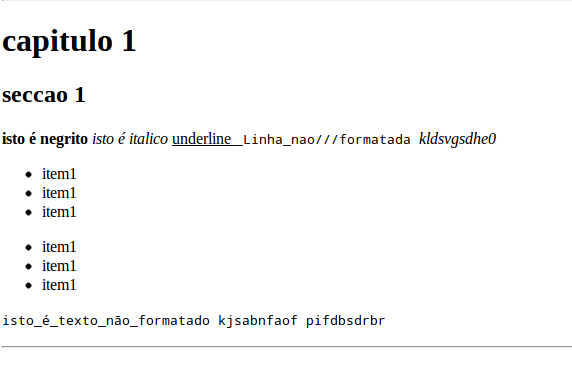 capitulo 1
seccao 1
isto é negrito isto é italico underline_ Linha_nao///formatada kldsvgsdhe0
item1
item1
item1
item1
item1
item1
isto_é_texto_não_formatado kjsabnfaof pifdbsdrbr